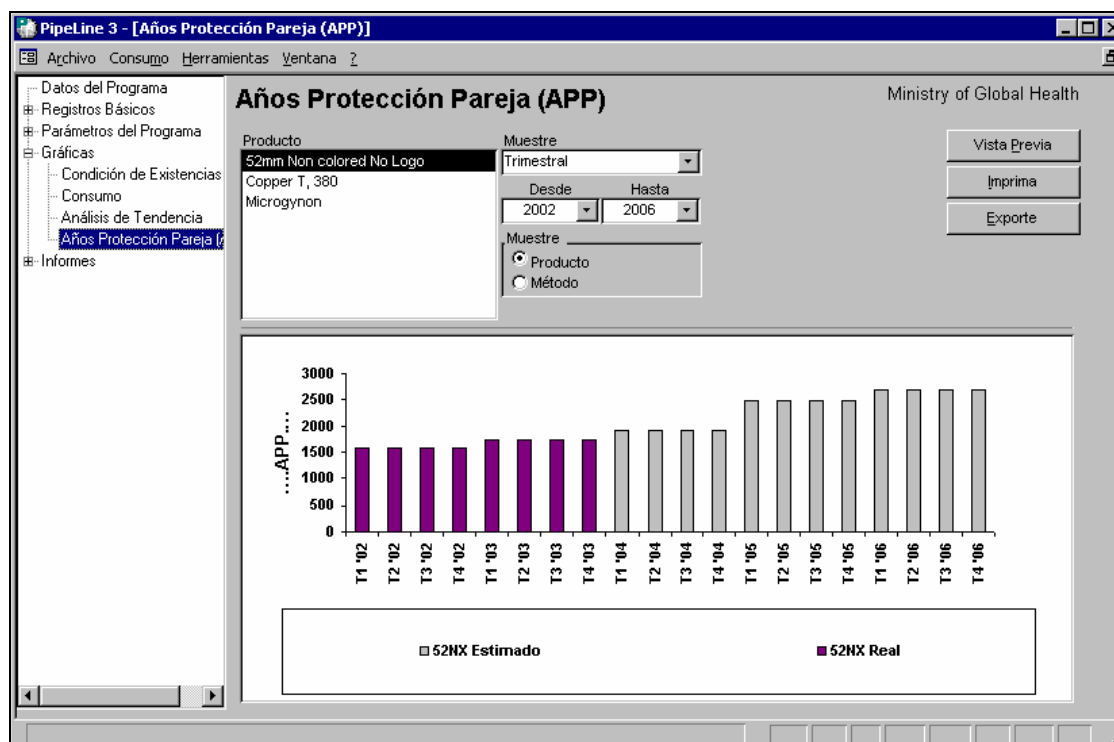 PipeLine 3 - [Años Protección Pareja (APP)]
Archivo Consumo Herramientas Ventana ?
Datos del Programa
Registros Básicos
Parámetros del Programa
Gráficas
Condición de Existencias
Consumo
Análisis de Tendencia
Años Protección Pareja (
Informes
Años Protección Pareja (APP)
Ministry of Global Health
Producto
52mm Non colored No Logo
Copper T, 380
Microgynon
Muestre
Trimestral
Desde Hasta
2002 2006
Muestre
Producto
Método
Vista Previa
Imprima
Exporte
....APP....
3000
2500
2000
1500
1000
500
0
T1 '02 T2 '02 T3 '02 T4 '02 T1 '03 T2 '03 T3 '03 T4 '03 T1 '04 T2 '04 T3 '04 T4 '04 T1 '05 T2 '05 T3 '05 T4 '05 T1 '06 T2 '06 T3 '06 T4 '06
52NX Estimado 52NX Real